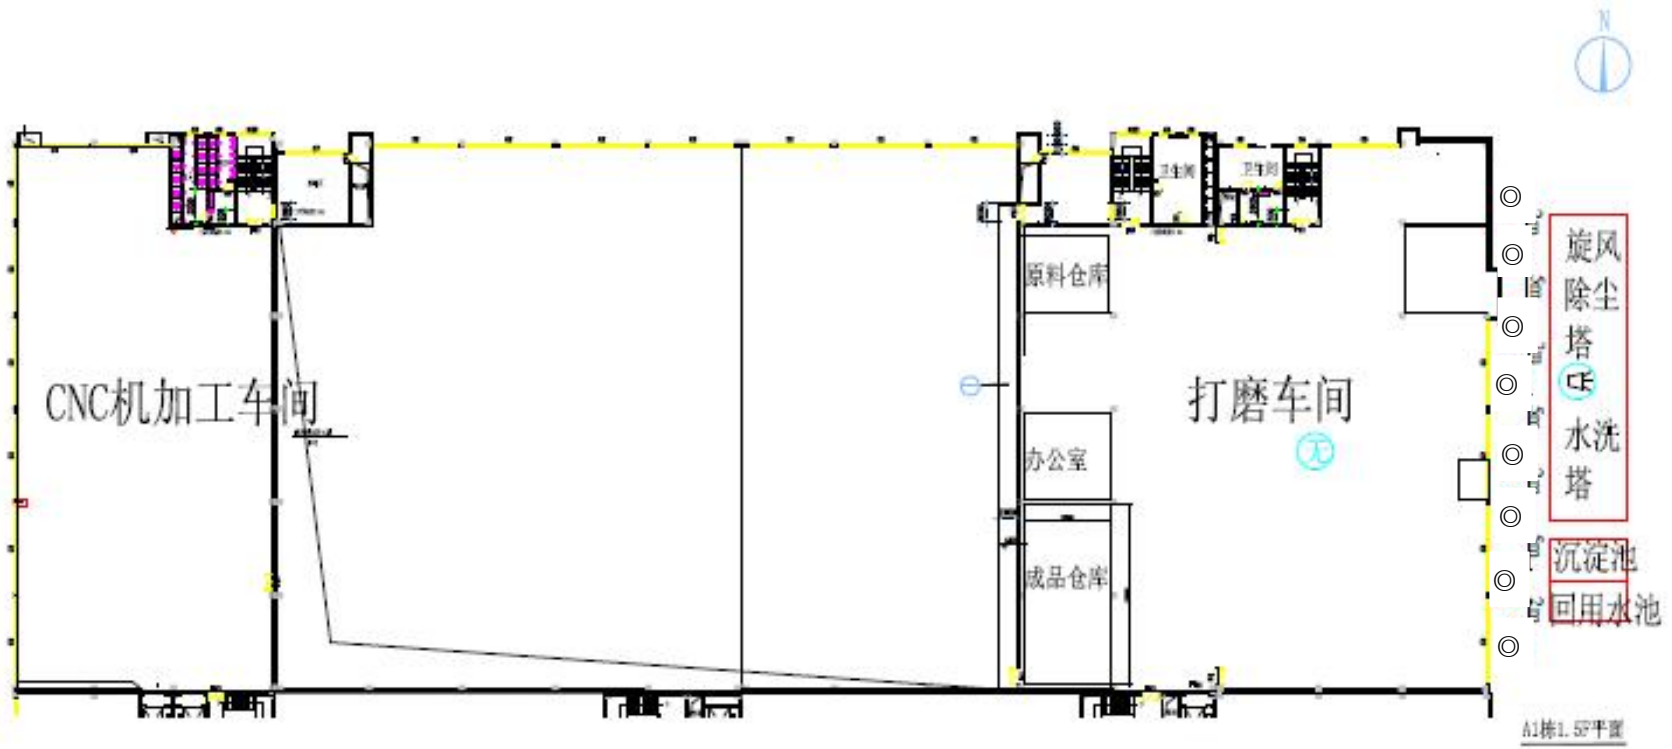 N
卫生间
卫生间
原料仓库
旋风
除尘
塔
CNC机加工车间
打磨车间
无
水洗
塔
办公室
成品仓库
沉淀池
回用水池
A1栋1.5F平面